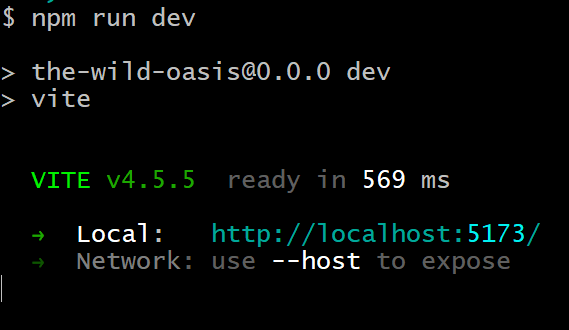 $ npm run dev
> the-wild-oasis@0.0.0 dev
> vite
VITE v4.5.5 ready in 569 ms
➜ Local: http://localhost:5173/
➜ Network: use --host to expose